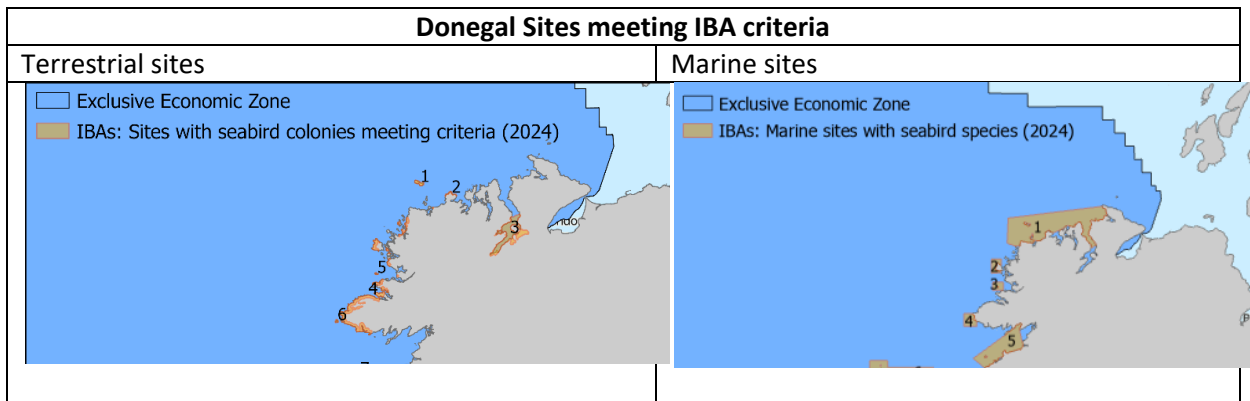 Donegal Sites meeting IBA criteria
Terrestrial sites
Marine sites
Exclusive Economic Zone
IBAs: Sites with seabird colonies meeting criteria (2024)
1
2
3
5
4
6
Exclusive Economic Zone
IBAs: Marine sites with seabird species (2024)
1
2
3
4
5